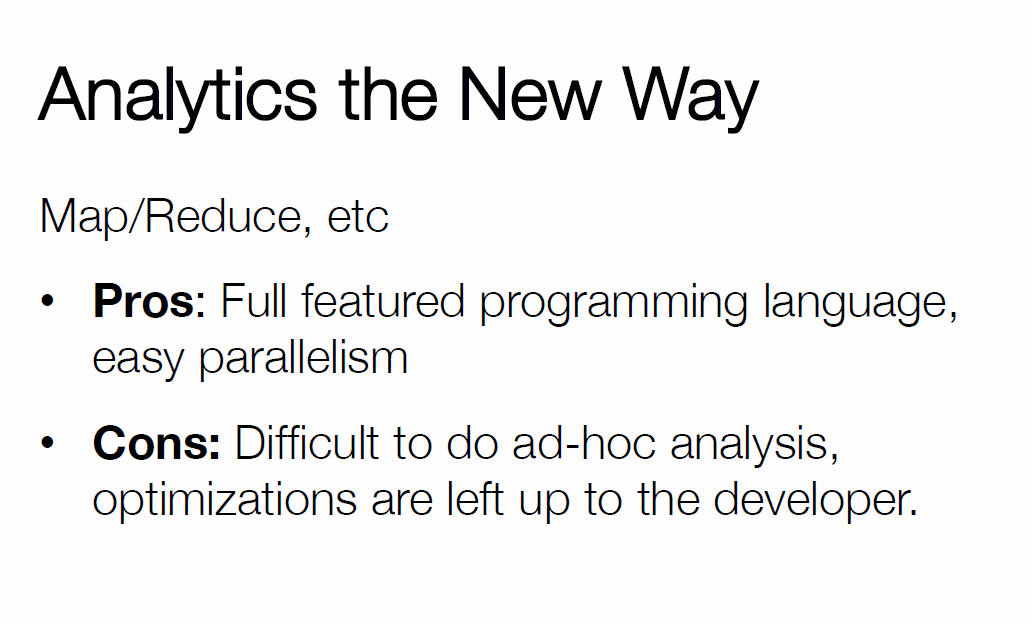 Analytics the New Way
Map/Reduce, etc
• Pros: Full featured programming language,
easy parallelism
• Cons: Difficult to do ad-hoc analysis,
optimizations are left up to the developer.